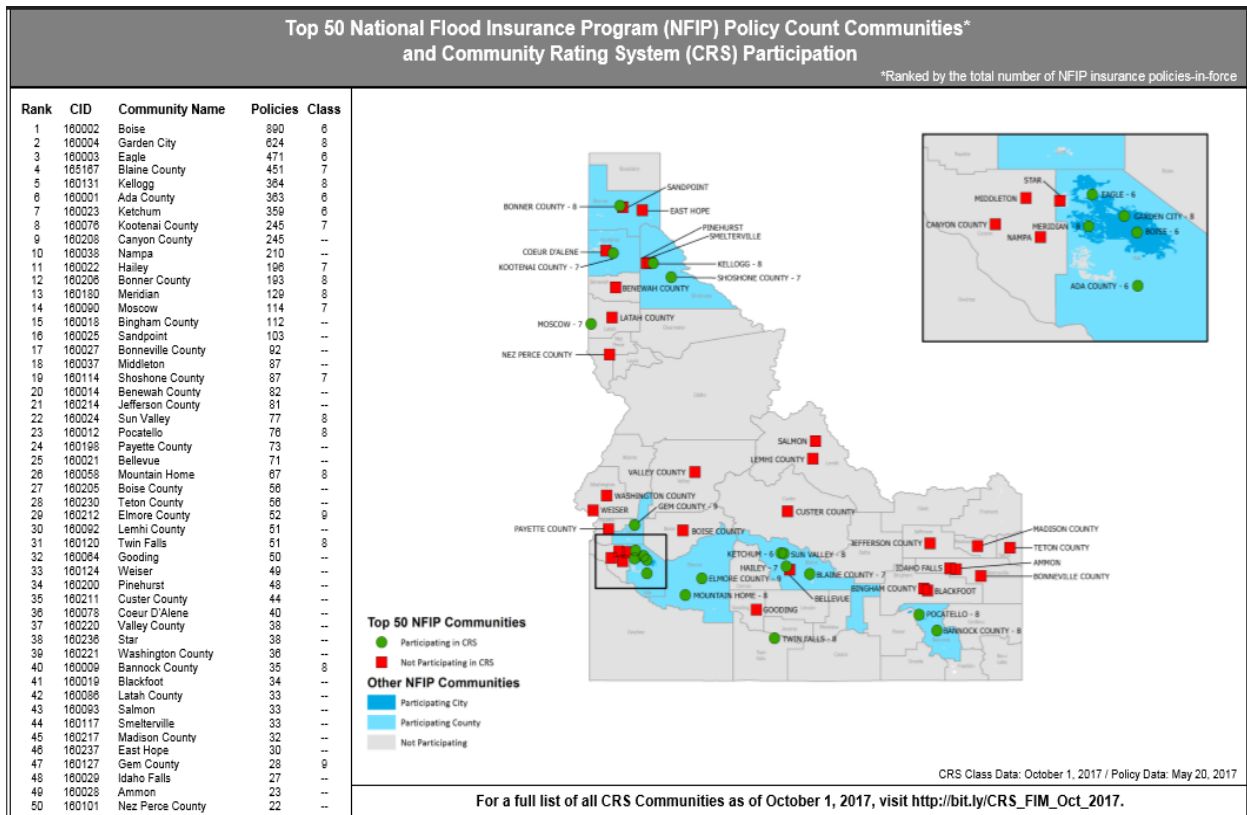 Top 50 National Flood Insurance Program (NFIP) Policy Count Communities*
and Community Rating System (CRS) Participation
*Ranked by the total number of NFIP insurance policies-in-force
Rank CID Community Name Policies Class
1 160002 Boise 890 6
2 160004 Garden City 624 8
3 160003 Eagle 471 6
4 165167 Blaine County 451 7
5 160131 Kellogg 364 8
6 160001 Ada County 363 6
7 160023 Ketchum 359 6
8 160076 Kootenai County 245 7
9 160208 Canyon County 245 --
10 160038 Nampa 210 --
11 160022 Hailey 196 7
12 160206 Bonner County 193 8
13 160180 Meridian 129 8
14 160090 Moscow 114 7
15 160018 Bingham County 112 --
16 160025 Sandpoint 103 --
17 160027 Bonneville County 92 --
18 160037 Middleton 87 --
19 160114 Shoshone County 87 7
20 160014 Benewah County 82 --
21 160214 Jefferson County 81 --
22 160024 Sun Valley 77 8
23 160012 Pocatello 76 8
24 160198 Payette County 73 --
25 160021 Bellevue 71 --
26 160058 Mountain Home 67 8
27 160205 Boise County 56 --
28 160230 Teton County 56 --
29 160212 Elmore County 52 9
30 160092 Lemhi County 51 --
31 160120 Twin Falls 51 8
32 160064 Gooding 50 --
33 160124 Weiser 49 --
34 160200 Pinehurst 48 --
35 160211 Custer County 44 --
36 160078 Coeur D'Alene 40 --
37 160220 Valley County 38 --
38 160236 Star 38 --
39 160221 Washington County 36 --
40 160009 Bannock County 35 8
41 160019 Blackfoot 34 --
42 160086 Latah County 33 --
43 160093 Salmon 33 --
44 160117 Smelterville 33 --
45 160217 Madison County 32 --
46 160237 East Hope 30 --
47 160127 Gem County 28 9
48 160029 Idaho Falls 27 --
49 160028 Ammon 23 --
50 160101 Nez Perce County 22 --
SANDPOINT
BONNER COUNTY - 8
EAST HOPE
PINEHURST
SMELTERVILLE
COEUR D'ALENE
KOOTENAI COUNTY - 7
KELLOGG - 8
SHOSHONE COUNTY - 7
BENEWAH COUNTY
LATAH COUNTY
MOSCOW - 7
NEZ PERCE COUNTY
STAR
MIDDLETON
EAGLE - 6
GARDEN CITY - 8
CANYON COUNTY
MERIDIAN - 8
BOISE - 6
NAMPA
ADA COUNTY - 6
SALMON
LEMHI COUNTY
VALLEY COUNTY
WASHINGTON COUNTY
GEM COUNTY - 9
WEISER
CUSTER COUNTY
PAYETTE COUNTY
BOISE COUNTY
MADISON COUNTY
JEFFERSON COUNTY
TETON COUNTY
KETCHUM - 6
SUN VALLEY - 8
AMMON
HAILEY - 7
IDAHO FALLS
ELMORE COUNTY - 9
BLAINE COUNTY - 7
BONNEVILLE COUNTY
BINGHAM COUNTY
BLACKFOOT
MOUNTAIN HOME - 8
BELLEVUE
GOODING
POCATELLO - 8
TWIN FALLS - 8
BANNOCK COUNTY - 8
Top 50 NFIP Communities
Participating in CRS
Not Participating in CRS
Other NFIP Communities
Participating City
Participating County
Not Participating
CRS Class Data: October 1, 2017 / Policy Data: May 20, 2017
For a full list of all CRS Communities as of October 1, 2017, visit http://bit.ly/CRS_FIM_Oct_2017.